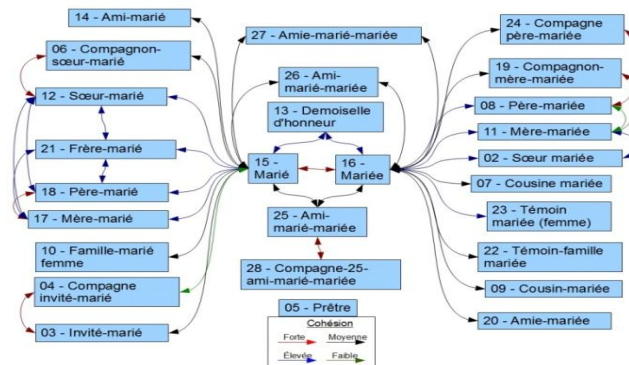 14 - Ami-marié
06 - Compagnon-
sœur-marié
12 - Sœur-marié
21 - Frère-marié
18 - Père-marié
17 - Mère-marié
10 - Famille-marié
femme
04 - Compagne
invité-marié
03 - Invité-marié
27 - Amie-marié-mariée
26 - Ami-
marié-mariée
13 - Demoiselle
d'honneur
15 -
Marié
16 -
Mariée
25 - Ami-
marié-mariée
28 - Compagne-25-
ami-marié-mariée
05 - Prêtre
Cohésion
Forte
Moyenne
Élevée
Faible
24 - Compagne
père-mariée
19 - Compagnon-
mère-mariée
08 - Père-mariée
11 - Mère-mariée
02 - Sœur mariée
07 - Cousine mariée
23 - Témoin
mariée (femme)
22 - Témoin-famille
mariée
09 - Cousin-mariée
20 - Amie-mariée